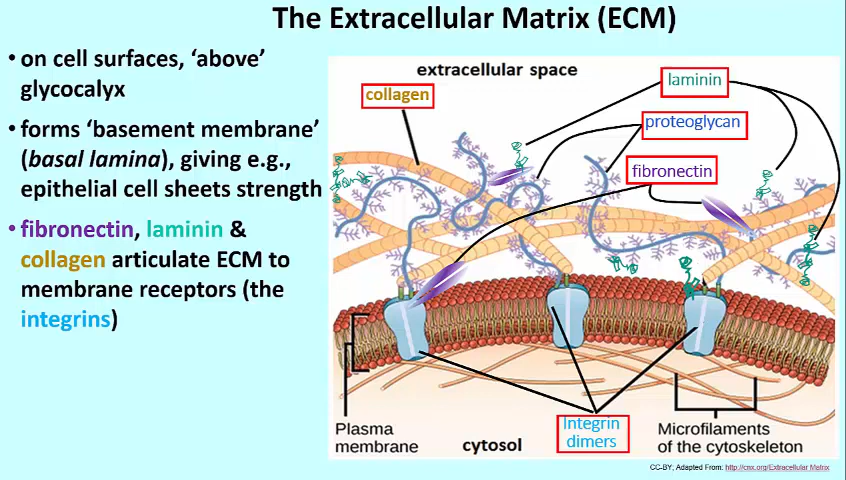 The Extracellular Matrix (ECM)
• on cell surfaces, ‘above’
glycocalyx
• forms ‘basement membrane’
(basal lamina), giving e.g.,
epithelial cell sheets strength
• fibronectin, laminin &
collagen articulate ECM to
membrane receptors (the
integrins)
extracellular space
collagen
laminin
proteoglycan
fibronectin
Plasma
membrane
cytosol
Integrin
dimers
Microfilaments
of the cytoskeleton
CC-BY, Adapted From: http://cnx.org/Extracellular Matrix